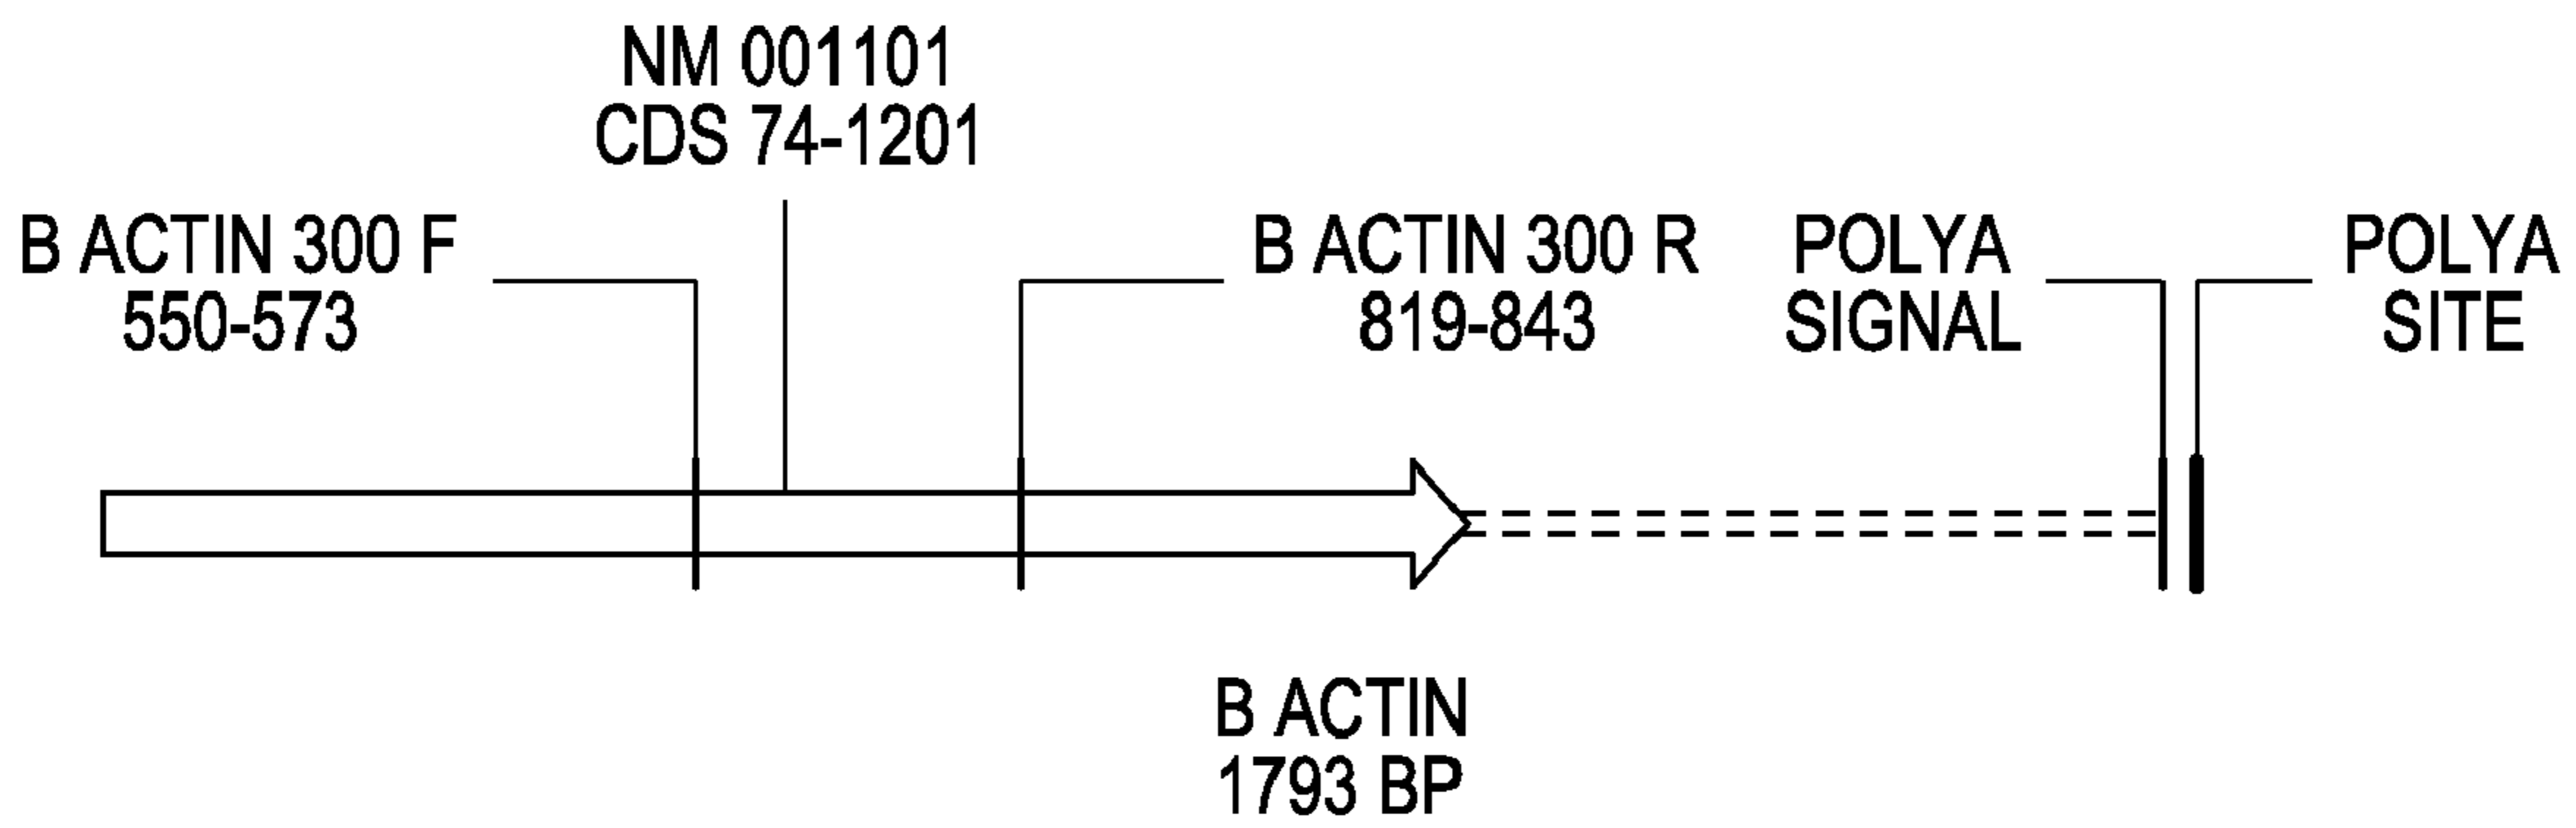 NM 001101
CDS 74-1201
B ACTIN 300 F
550-573
B ACTIN 300 R
819-843
POLYA
SIGNAL
POLYA
SITE
B ACTIN
1793 BP